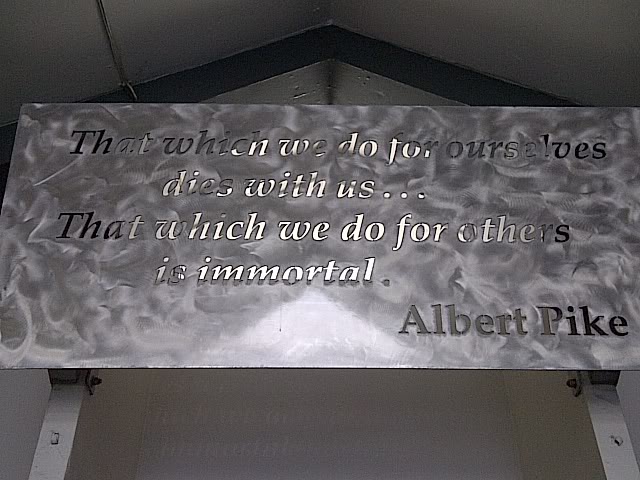 That which we do for ourselves
dies with us...
That which we do for others
is immortal.
Albert Pike